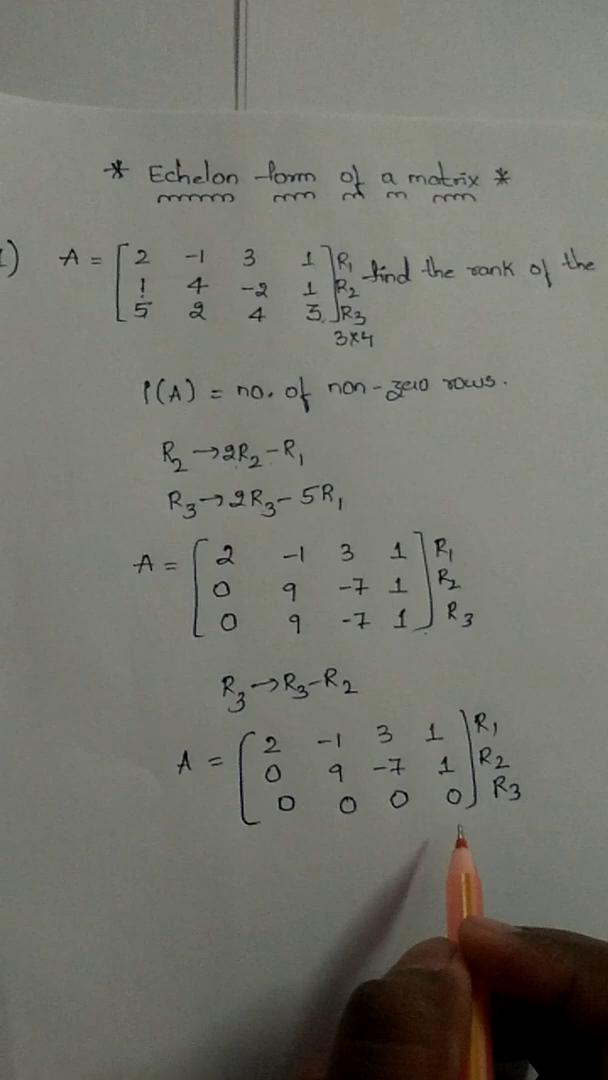 * Echelon form of a matrix *
1) A = [ 2 -1 3 1 ] R1 find the rank of the
1 4 -2 1 R2
5 2 4 3 R3
3x4
ρ(A) = no. of non-zero rows.
R2 → 2R2 - R1
R3 → 2R3 - 5R1
A = [ 2 -1 3 1 ] R1
0 9 -7 1 R2
0 9 -7 1 R3
R3 → R3 - R2
A = [ 2 -1 3 1 ] R1
0 9 -7 1 R2
0 0 0 0 R3